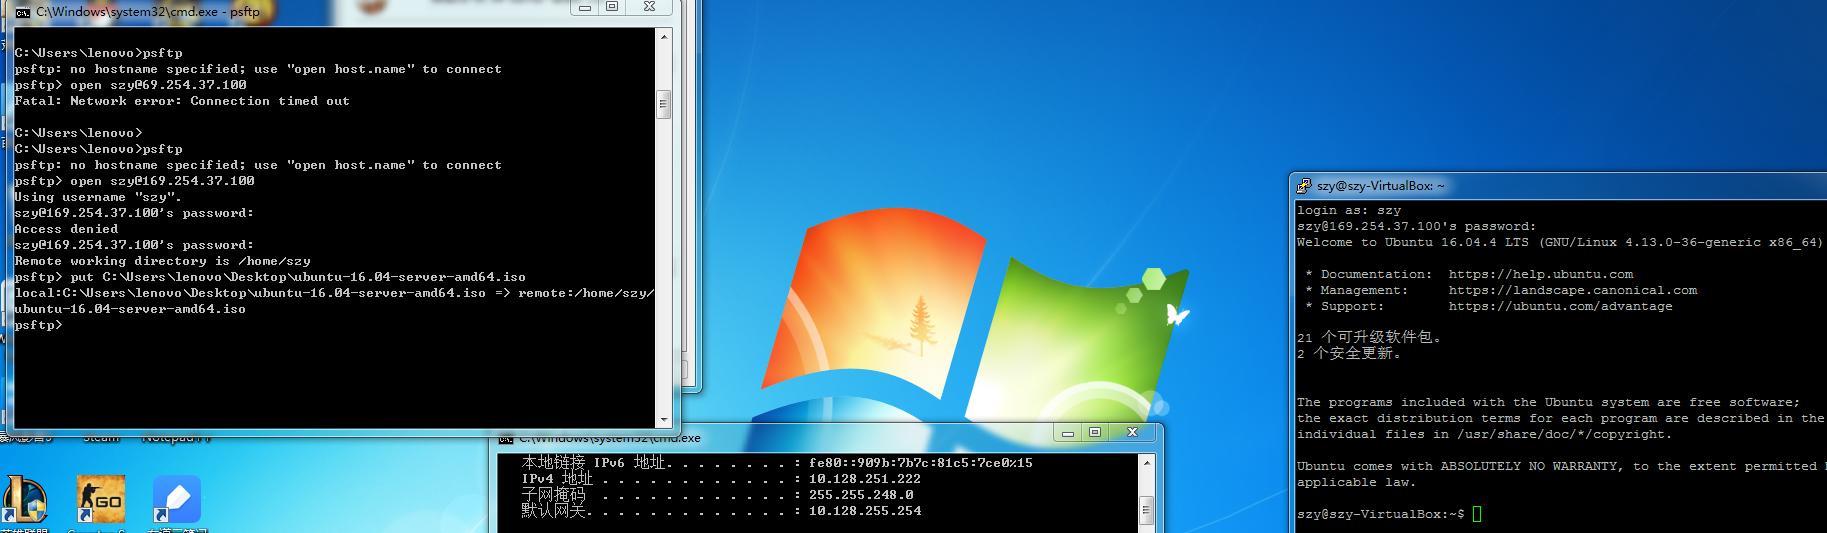 C:\Windows\system32\cmd.exe - psftp
C:\Users\lenovo>psftp
psftp: no hostname specified; use "open host.name" to connect
psftp> open szy@69.254.37.100
Fatal: Network error: Connection timed out
C:\Users\lenovo>
C:\Users\lenovo>psftp
psftp: no hostname specified; use "open host.name" to connect
psftp> open szy@169.254.37.100
Using username "szy".
szy@169.254.37.100's password:
Access denied
szy@169.254.37.100's password:
Remote working directory is /home/szy
psftp> put C:\Users\lenovo\Desktop\ubuntu-16.04-server-amd64.iso
local:C:\Users\lenovo\Desktop\ubuntu-16.04-server-amd64.iso => remote:/home/szy/
ubuntu-16.04-server-amd64.iso
psftp>
Steam
GO
C:\Windows\system32\cmd.exe
本地链接 IPv6 地址. . . . . . . . : fe80::909b:7b7c:81c5:7ce0%15
IPv4 地址 . . . . . . . . . . . . : 10.128.251.222
子网掩码 . . . . . . . . . . . . : 255.255.248.0
默认网关. . . . . . . . . . . . . : 10.128.255.254
szy@szy-VirtualBox: ~
login as: szy
szy@169.254.37.100's password:
Welcome to Ubuntu 16.04.4 LTS (GNU/Linux 4.13.0-36-generic x86_64)
* Documentation: https://help.ubuntu.com
* Management: https://landscape.canonical.com
* Support: https://ubuntu.com/advantage
21 个可升级软件包。
2 个安全更新。
The programs included with the Ubuntu system are free software;
the exact distribution terms for each program are described in the
individual files in /usr/share/doc/*/copyright.
Ubuntu comes with ABSOLUTELY NO WARRANTY, to the extent permitted
applicable law.
szy@szy-VirtualBox:~$